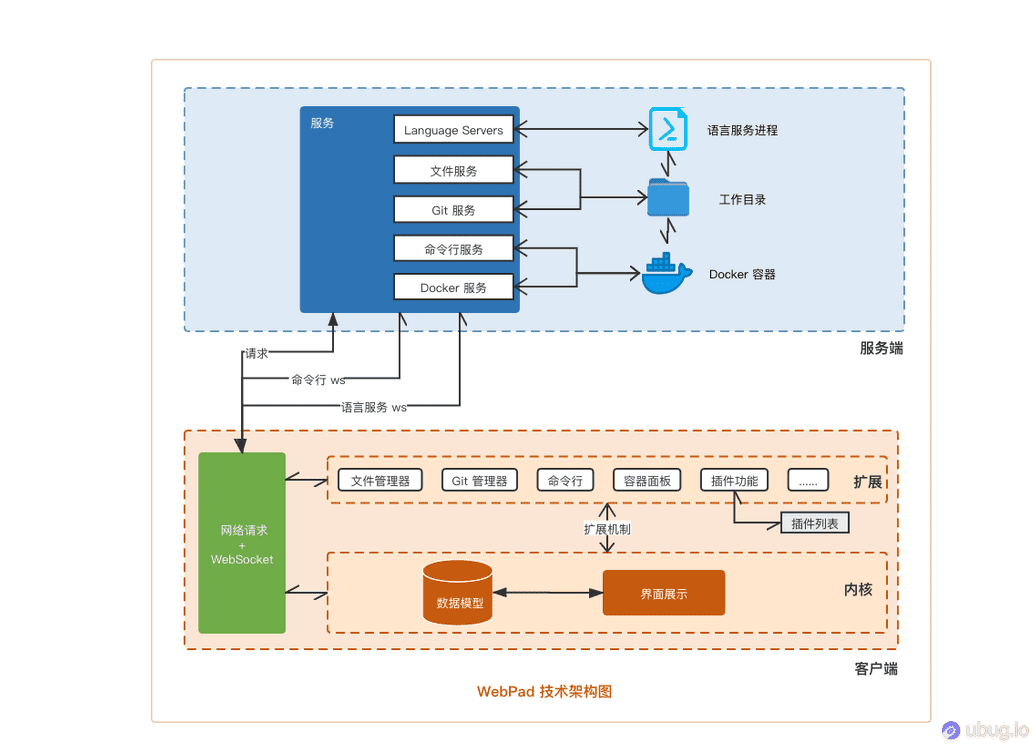 服务
Language Servers
文件服务
Git 服务
命令行服务
Docker 服务
语言服务进程
工作目录
Docker 容器
服务端
请求
命令行 ws
语言服务 ws
网络请求
+
WebSocket
文件管理器
Git 管理器
命令行
容器面板
插件功能
......
扩展
插件列表
扩展机制
数据模型
界面展示
内核
客户端
WebPad 技术架构图
ubug.io